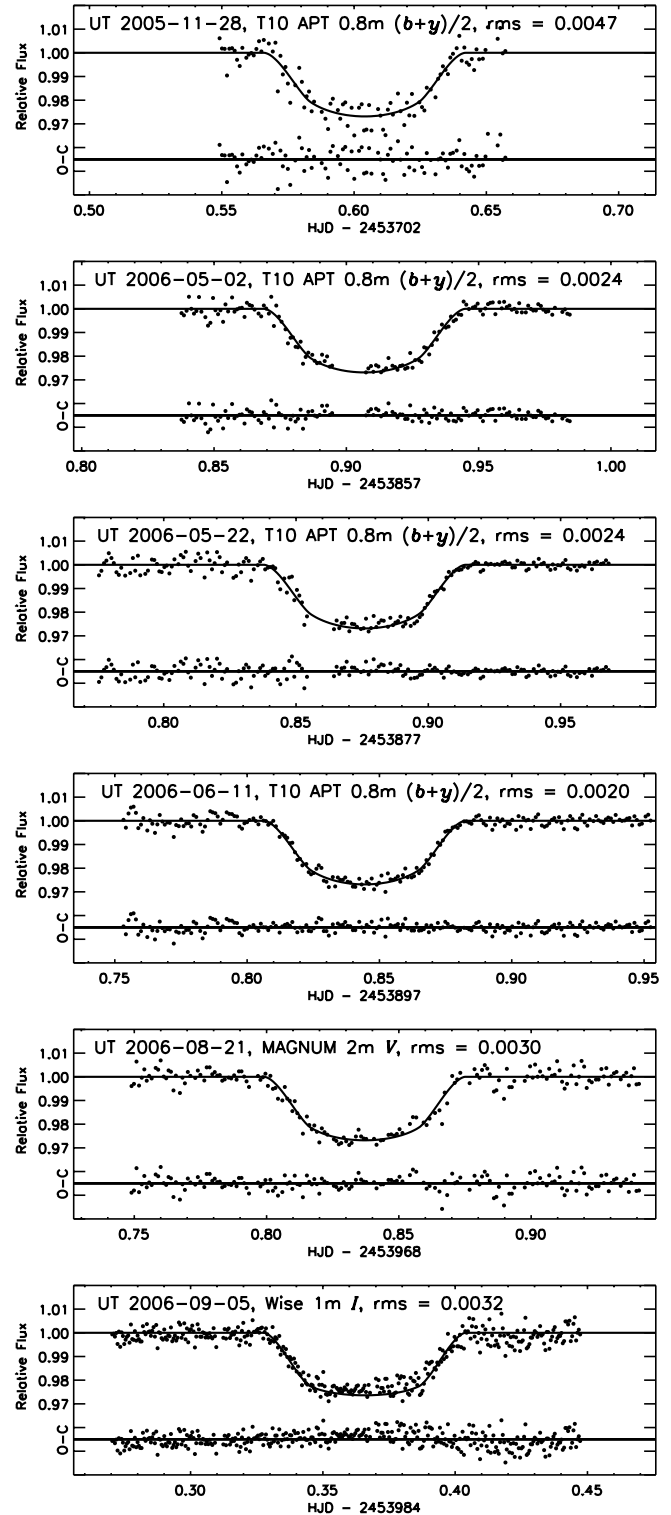 UT 2005-11-28, T10 APT 0.8m (b+y)/2, rms = 0.0047
1.00
0.99
0.98
0.97
Relative Flux
O-C
0.50 0.55 0.60 0.65 0.70
HJD - 2453702
UT 2006-05-02, T10 APT 0.8m (b+y)/2, rms = 0.0024
1.01
1.00
0.99
0.98
0.97
Relative Flux
O-C
0.80 0.85 0.90 0.95 1.00
HJD - 2453857
UT 2006-05-22, T10 APT 0.8m (b+y)/2, rms = 0.0024
1.01
1.00
0.99
0.98
0.97
Relative Flux
O-C
0.80 0.85 0.90 0.95
HJD - 2453877
UT 2006-06-11, T10 APT 0.8m (b+y)/2, rms = 0.0020
1.01
1.00
0.99
0.98
0.97
Relative Flux
O-C
0.75 0.80 0.85 0.90 0.95
HJD - 2453897
UT 2006-08-21, MAGNUM 2m V, rms = 0.0030
1.01
1.00
0.99
0.98
0.97
Relative Flux
O-C
0.75 0.80 0.85 0.90
HJD - 2453968
UT 2006-09-05, Wise 1m I, rms = 0.0032
1.01
1.00
0.99
0.98
0.97
Relative Flux
O-C
0.30 0.35 0.40 0.45
HJD - 2453984